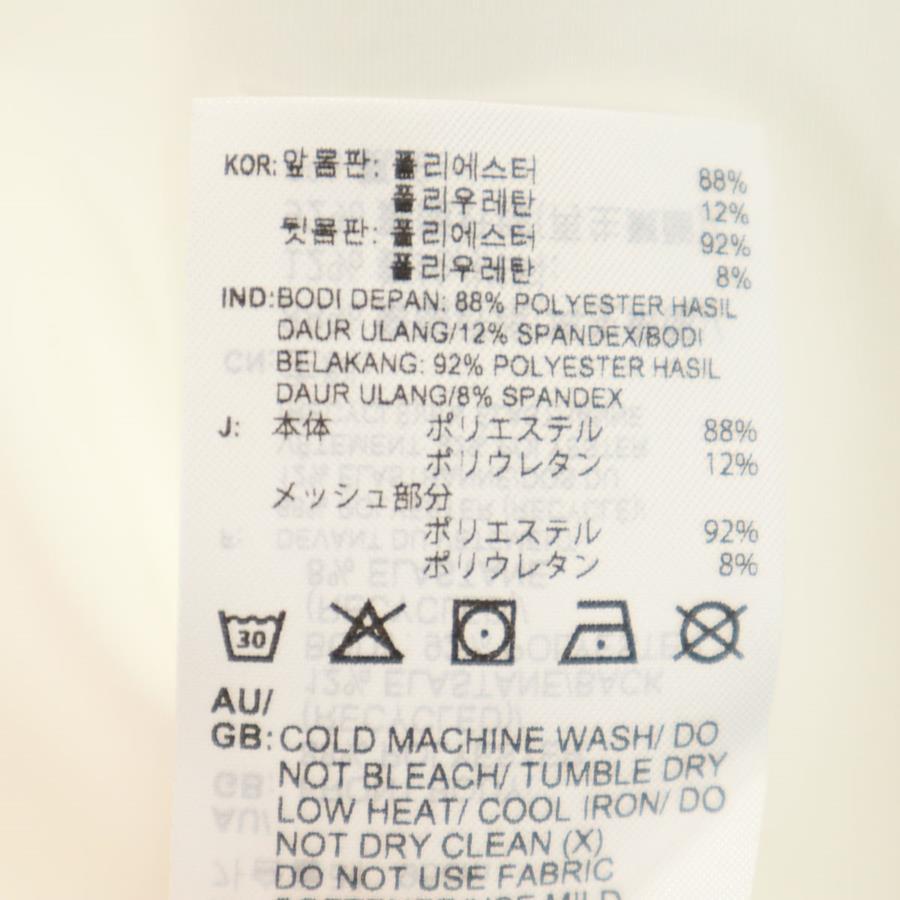 KOR: 앞몸판: 폴리에스터 88%
폴리우레탄 12%
뒷몸판: 폴리에스터 92%
폴리우레탄 8%
IND: BODI DEPAN: 88% POLYESTER HASIL
DAUR ULANG/12% SPANDEX/BODI
BELAKANG: 92% POLYESTER HASIL
DAUR ULANG/8% SPANDEX
J: 本体 ポリエステル 88%
ポリウレタン 12%
メッシュ部分
ポリエステル 92%
ポリウレタン 8%
30
AU/
GB: COLD MACHINE WASH/ DO
NOT BLEACH/ TUMBLE DRY
LOW HEAT/ COOL IRON/ DO
NOT DRY CLEAN (X)
DO NOT USE FABRIC